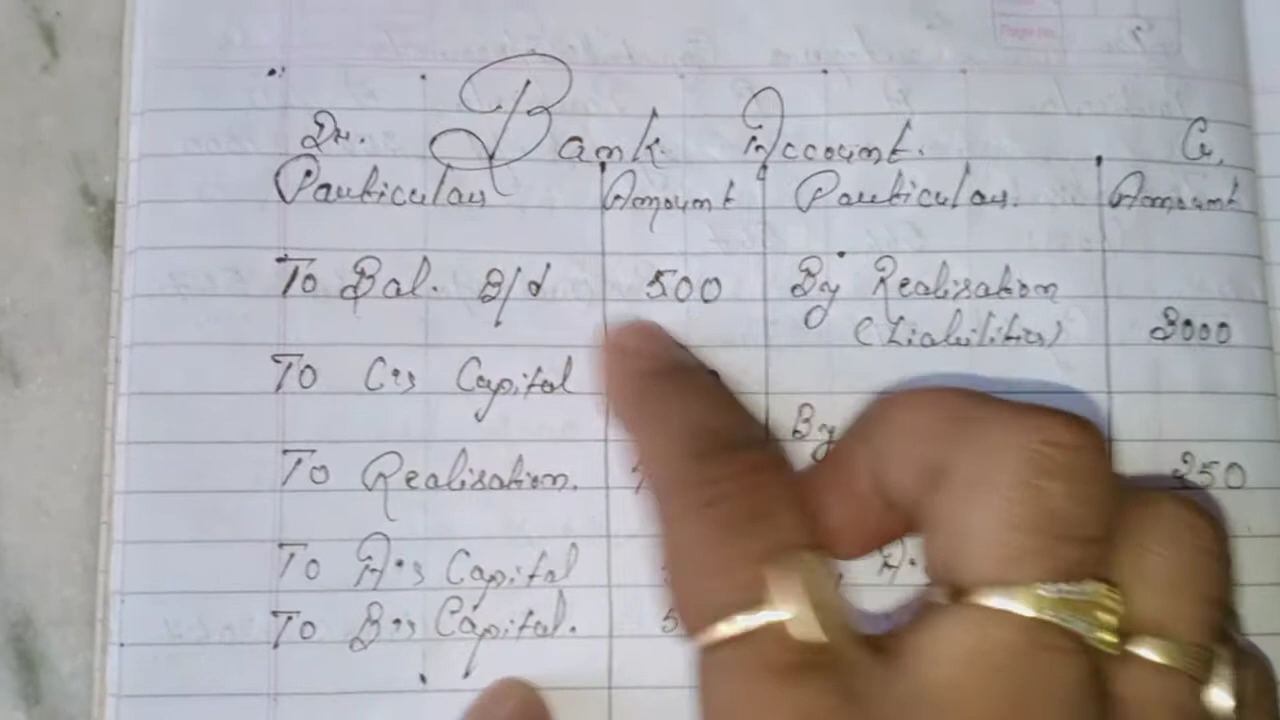 Dr. Bank Account. Cr.
Particulars Amount Particulars. Amount
To Bal. B/d 500 By Realisation
(Liabilities) 3000
To C's Capital
By
To Realisation. 250
To A's Capital A.
To B's Capital. 5